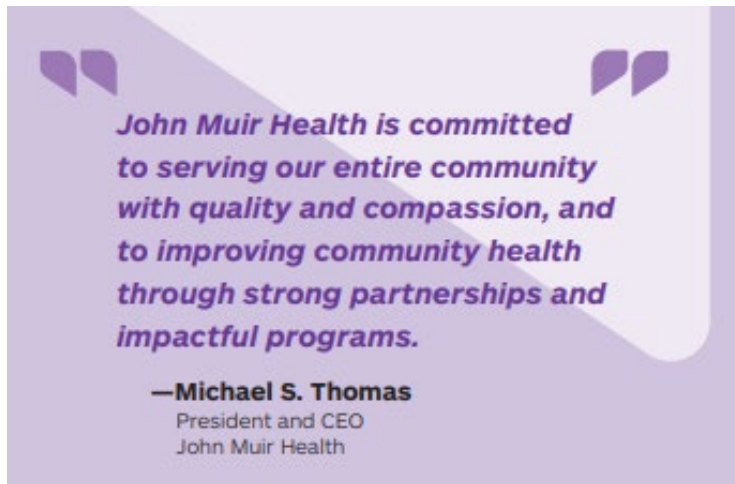 John Muir Health is committed
to serving our entire community
with quality and compassion, and
to improving community health
through strong partnerships and
impactful programs.
—Michael S. Thomas
President and CEO
John Muir Health